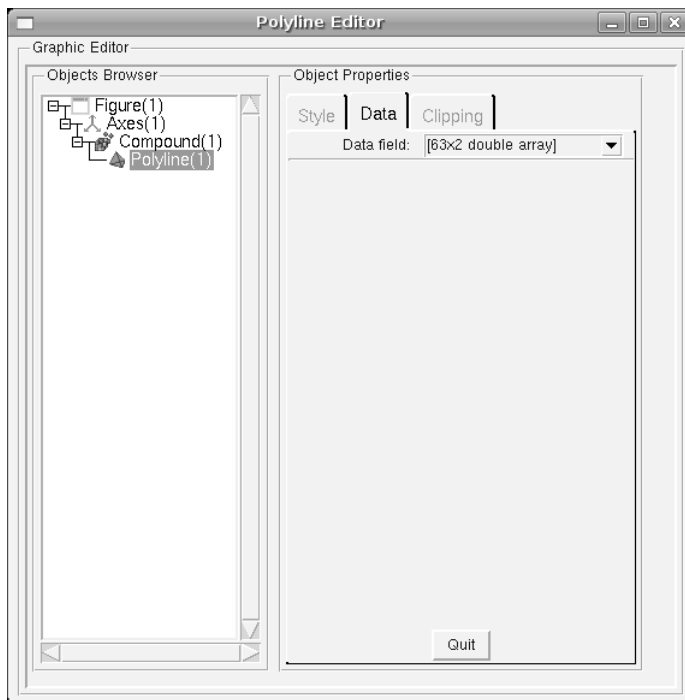 Polyline Editor
Graphic Editor
Objects Browser
Figure(1)
Axes(1)
Compound(1)
Polyline(1)
Object Properties
Style Data Clipping
Data field: [63x2 double array]
Quit